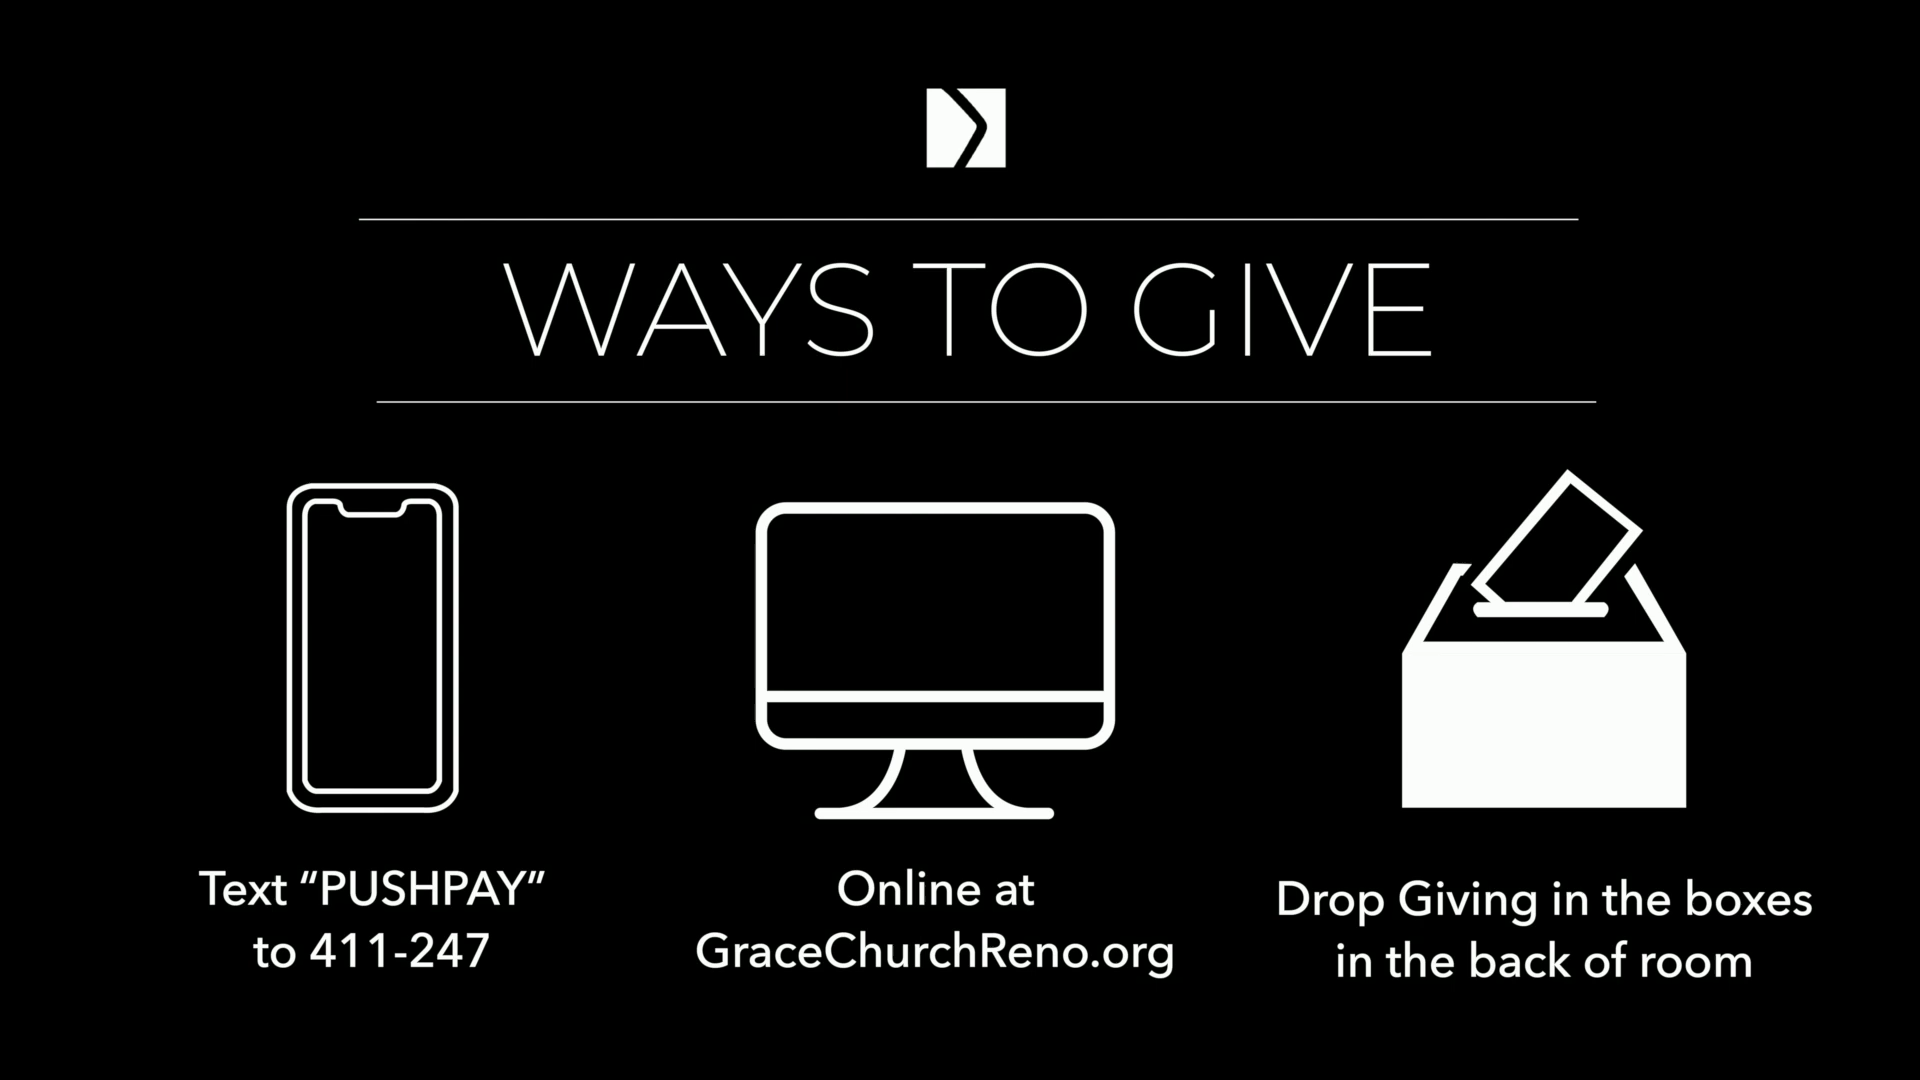 WAYS TO GIVE
Text “PUSHPAY”
to 411-247
Online at
GraceChurchReno.org
Drop Giving in the boxes
in the back of room